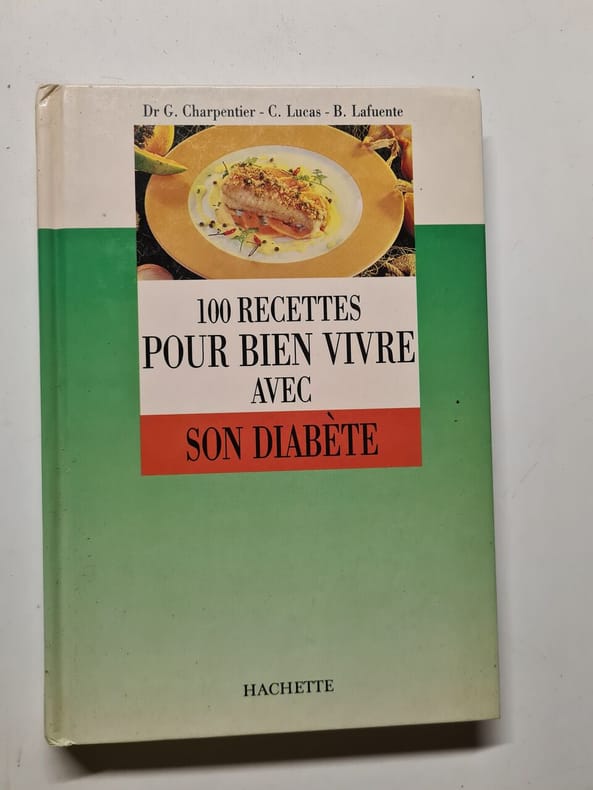 Dr G. Charpentier - C. Lucas - B. Lafuente
100 RECETTES
POUR BIEN VIVRE
AVEC
SON DIABÈTE
HACHETTE